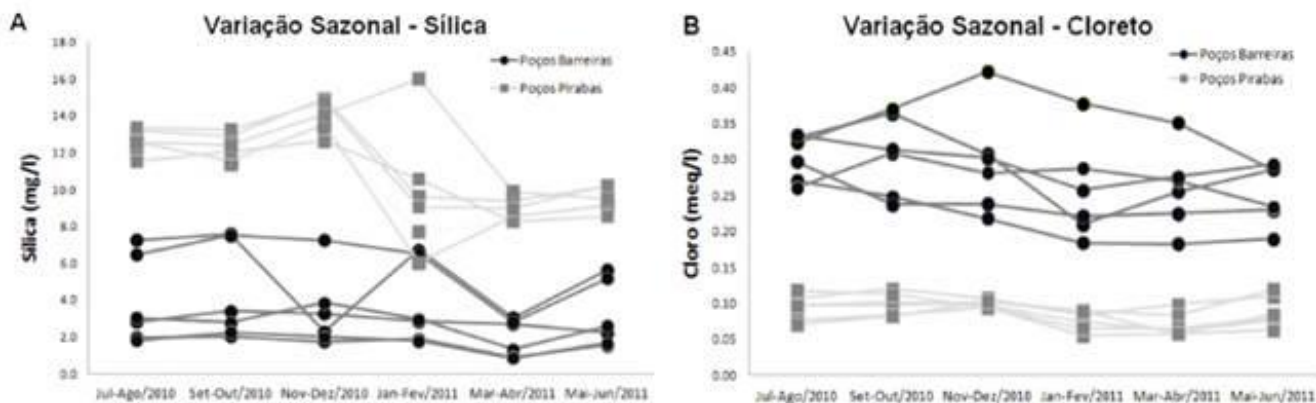 A
Variação Sazonal - Sílica
Sílica (mg/l)
18.0
16.0
14.0
12.0
10.0
8.0
6.0
4.0
2.0
0.0
Poços Barreiras
Poços Pirabas
Jul-Ago/2010 Set-Out/2010 Nov-Dez/2010 Jan-Fev/2011 Mar-Abr/2011 Mai-Jun/2011
B
Variação Sazonal - Cloreto
Cloro (meq/l)
0.45
0.40
0.35
0.30
0.25
0.20
0.15
0.10
0.05
0.00
Poços Barreiras
Poços Pirabas
Jul-Ago/2010 Set-Out/2010 Nov-Dez/2010 Jan-Fev/2011 Mar-Abr/2011 Mai-Jun/2011